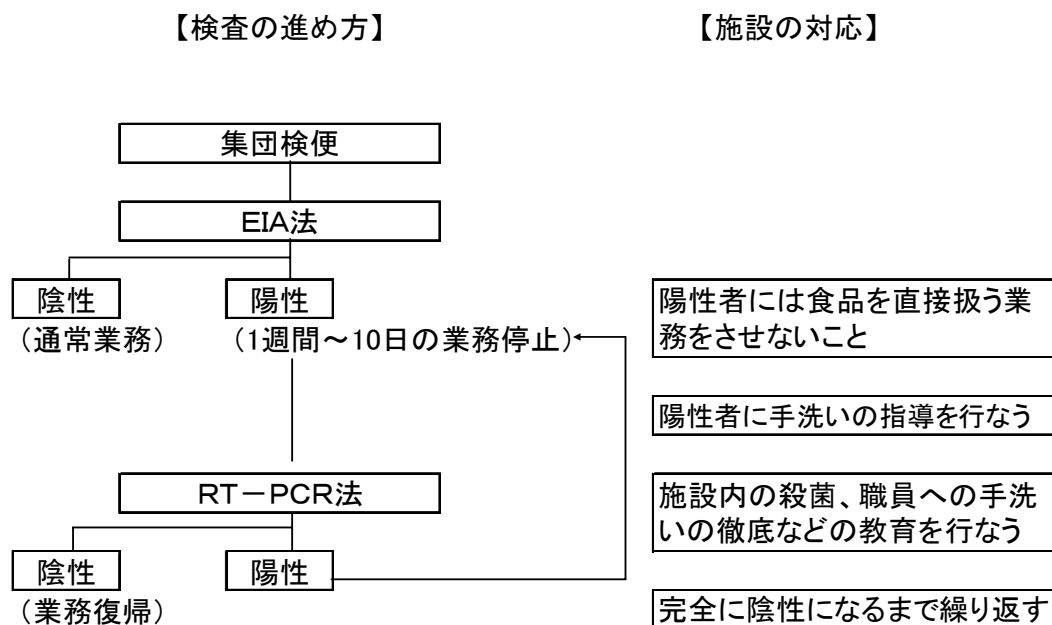 【検査の進め方】
【施設の対応】
集団検便
EIA法
陰性
陽性
(通常業務)
(1週間~10日の業務停止)
RT-PCR法
陰性
陽性
(業務復帰)
陽性者には食品を直接扱う業
務をさせないこと
陽性者に手洗いの指導を行なう
施設内の殺菌、職員への手洗
いの徹底などの教育を行なう
完全に陰性になるまで繰り返す